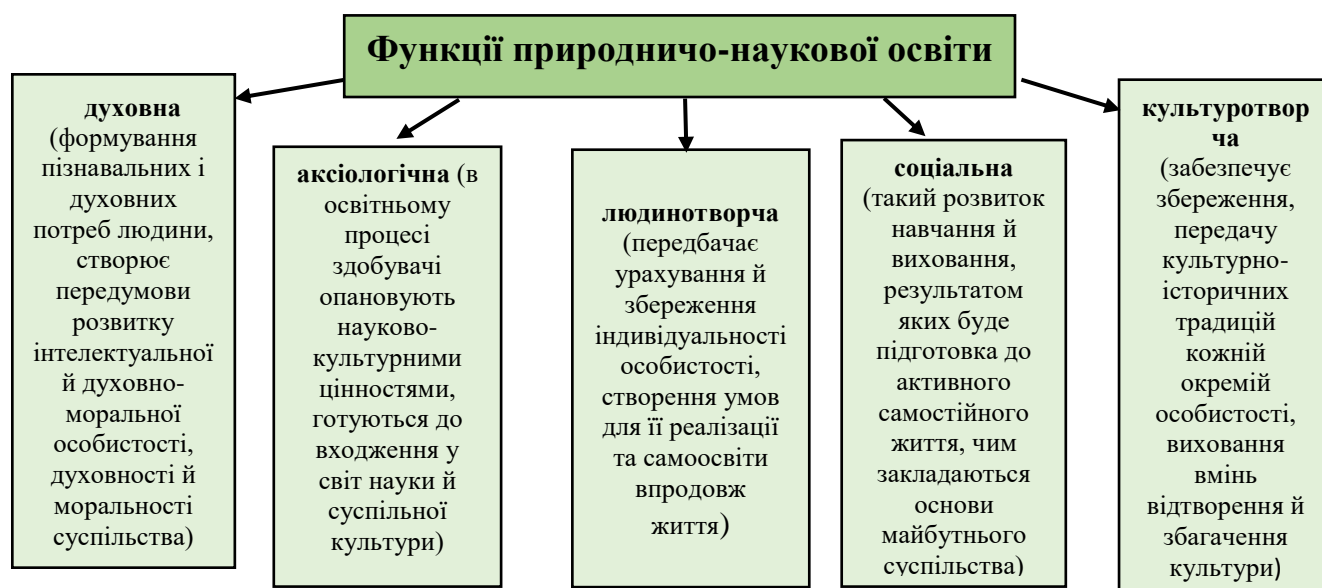 Функції природничо-наукової освіти
духовна
(формування
пізнавальних і
духовних
потреб людини,
створює
передумови
розвитку
інтелектуальної
й духовно-
моральної
особистості,
духовності й
моральності
суспільства)
аксіологічна (в
освітньому
процесі
здобувачі
опановують
науково-
культурними
цінностями,
готуються до
входження у
світ науки й
суспільної
культури)
людинотворча
(передбачає
урахування й
збереження
індивідуальності
особистості,
створення умов
для її реалізації
та самоосвіти
впродовж
життя)
соціальна
(такий розвиток
навчання й
виховання,
результатом
яких буде
підготовка до
активного
самостійного
життя, чим
закладаються
основи
майбутнього
суспільства)
культуротвор
ча
(забезпечує
збереження,
передачу
культурно-
історичних
традицій
кожній
окремій
особистості,
виховання
вмінь
відтворення й
збагачення
культури)